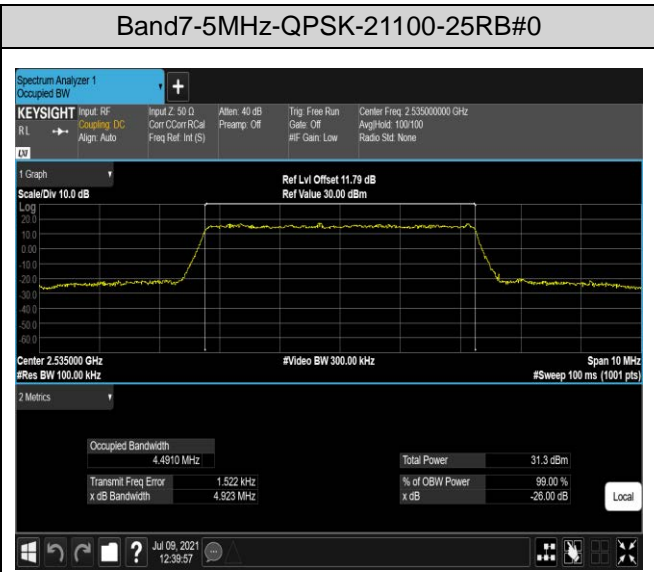 Band7-5MHz-QPSK-21100-25RB#0
Spectrum Analyzer 1
Occupied BW
+
KEYSIGHT Input: RF Input Z: 50 Ω Atten: 40 dB Trig: Free Run Center Freq: 2.535000000 GHz
RL Coupling: DC Corr CCorr RCal Preamp: Off Gate: Off Avg|Hold: 100/100
Align: Auto Freq Ref: Int (S) #IF Gain: Low Radio Std: None
LXI
1 Graph
Ref Lvl Offset 11.79 dB
Scale/Div 10.0 dB Ref Value 30.00 dBm
Log
20.0
10.0
0.00
-10.0
-20.0
-30.0
-40.0
-50.0
-60.0
Center 2.535000 GHz #Video BW 300.00 kHz Span 10 MHz
#Res BW 100.00 kHz #Sweep 100 ms (1001 pts)
2 Metrics
Occupied Bandwidth
4.4910 MHz Total Power 31.3 dBm
Transmit Freq Error 1.522 kHz % of OBW Power 99.00 %
x dB Bandwidth 4.923 MHz x dB -26.00 dB
Local
? Jul 09, 2021
12:39:57